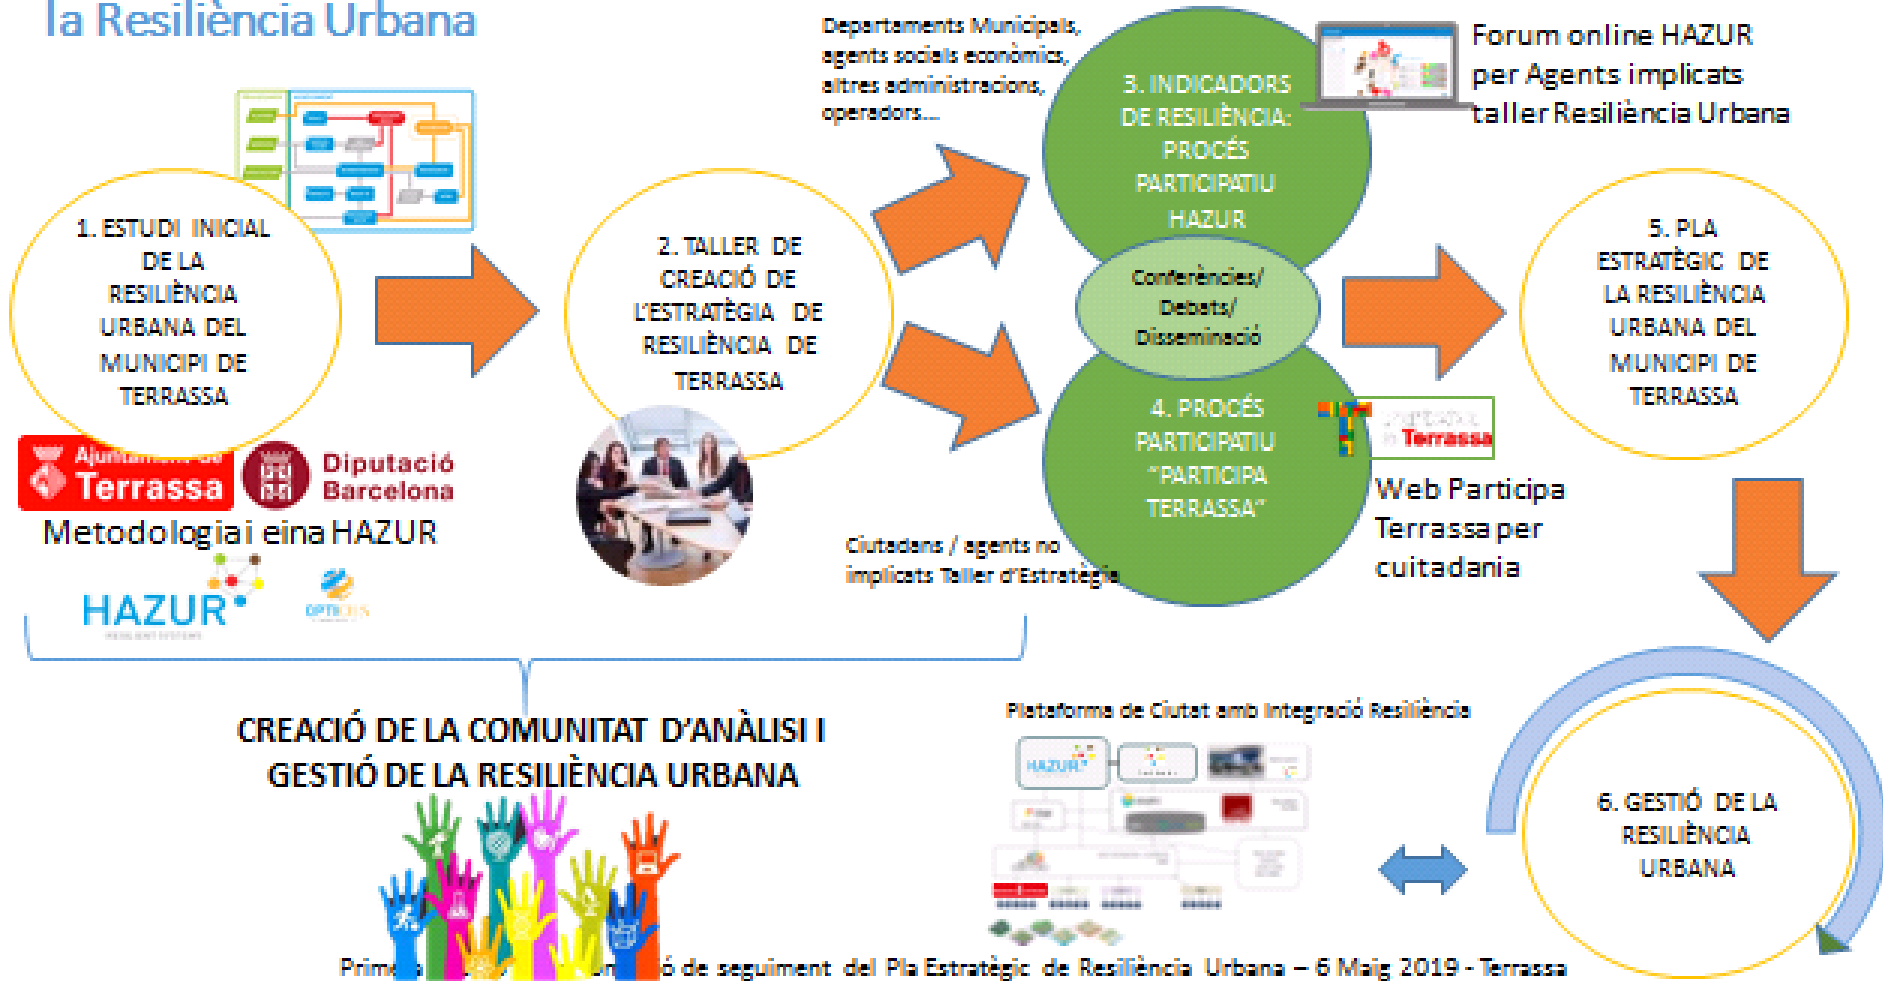 la Resiliència Urbana
Departaments Municipals,
agents socials econòmics,
altres administracions,
operadors...
3. INDICADORS
DE RESILIÈNCIA:
PROCÉS
PARTICIPATIU
HAZUR
Forum online HAZUR
per Agents implicats
taller Resiliència Urbana
1. ESTUDI INICIAL
DE LA
RESILIÈNCIA
URBANA DEL
MUNICIPI DE
TERRASSA
2. TALLER DE
CREACIÓ DE
L'ESTRATÈGIA DE
RESILIÈNCIA DE
TERRASSA
Conferències/
Debats/
Disseminació
5. PLA
ESTRATÈGIC DE
LA RESILIÈNCIA
URBANA DEL
MUNICIPI DE
TERRASSA
4. PROCÉS
PARTICIPATIU
"PARTICIPA
TERRASSA"
Terrassa
Web Participa
Terrassa per
cuitadania
Ajuntament de
Terrassa
Diputació
Barcelona
Metodologia i eina HAZUR
HAZUR
Ciutadans / agents no
implicats Taller d'Estratègia
CREACIÓ DE LA COMUNITAT D'ANÀLISI I
GESTIÓ DE LA RESILIÈNCIA URBANA
Plataforma de Ciutat amb Integració Resiliència
HAZUR
6. GESTIÓ DE LA
RESILIÈNCIA
URBANA
de seguiment del Pla Estratègic de Resiliència Urbana – 6 Maig 2019 - Terrassa